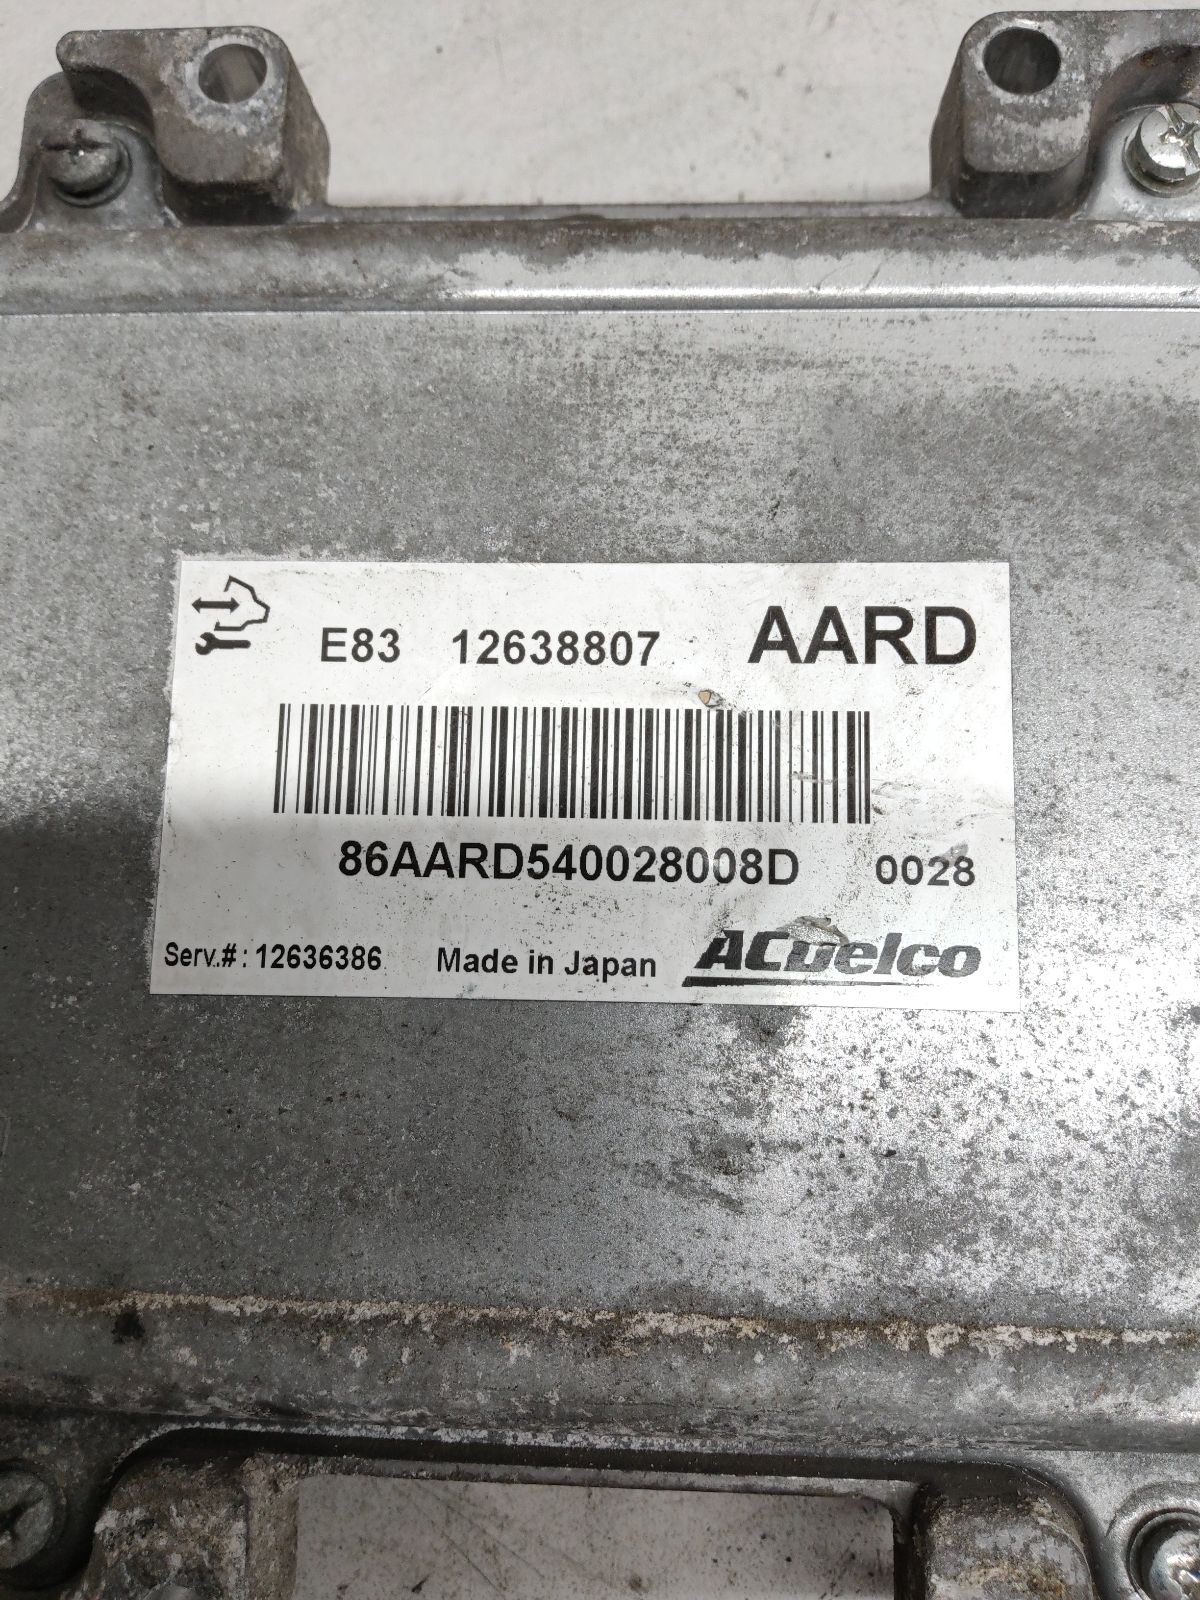 E83 12638807 AARD
86AARD540028008D 0028
Serv.#: 12636386 Made in Japan ACDelco